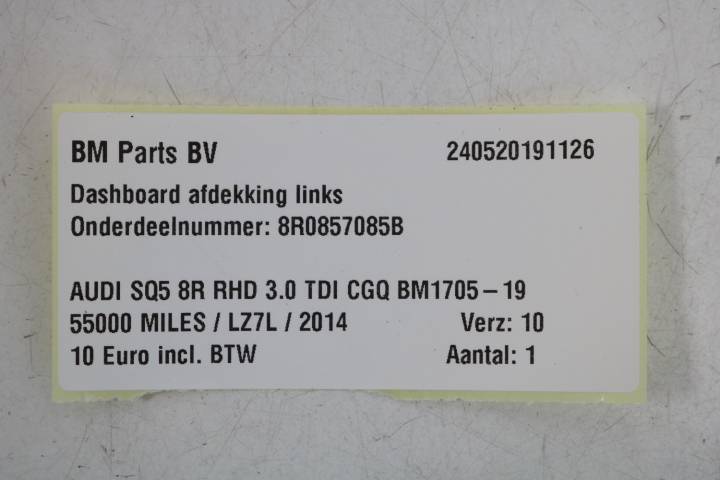 BM Parts BV 240520191126
Dashboard afdekking links
Onderdeelnummer: 8R0857085B
AUDI SQ5 8R RHD 3.0 TDI CGQ BM1705-19
55000 MILES / LZ7L / 2014 Verz: 10
10 Euro incl. BTW Aantal: 1